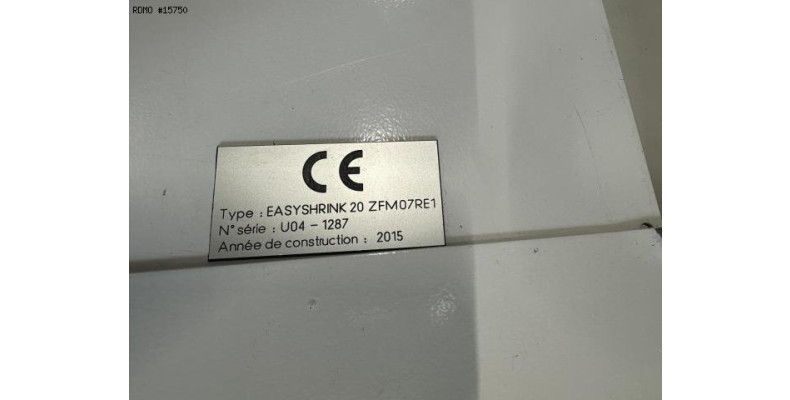 RDMO #15750
CE
Type : EASYSHRINK 20 ZFM07RE1
N° série : U04 - 1287
Année de construction : 2015